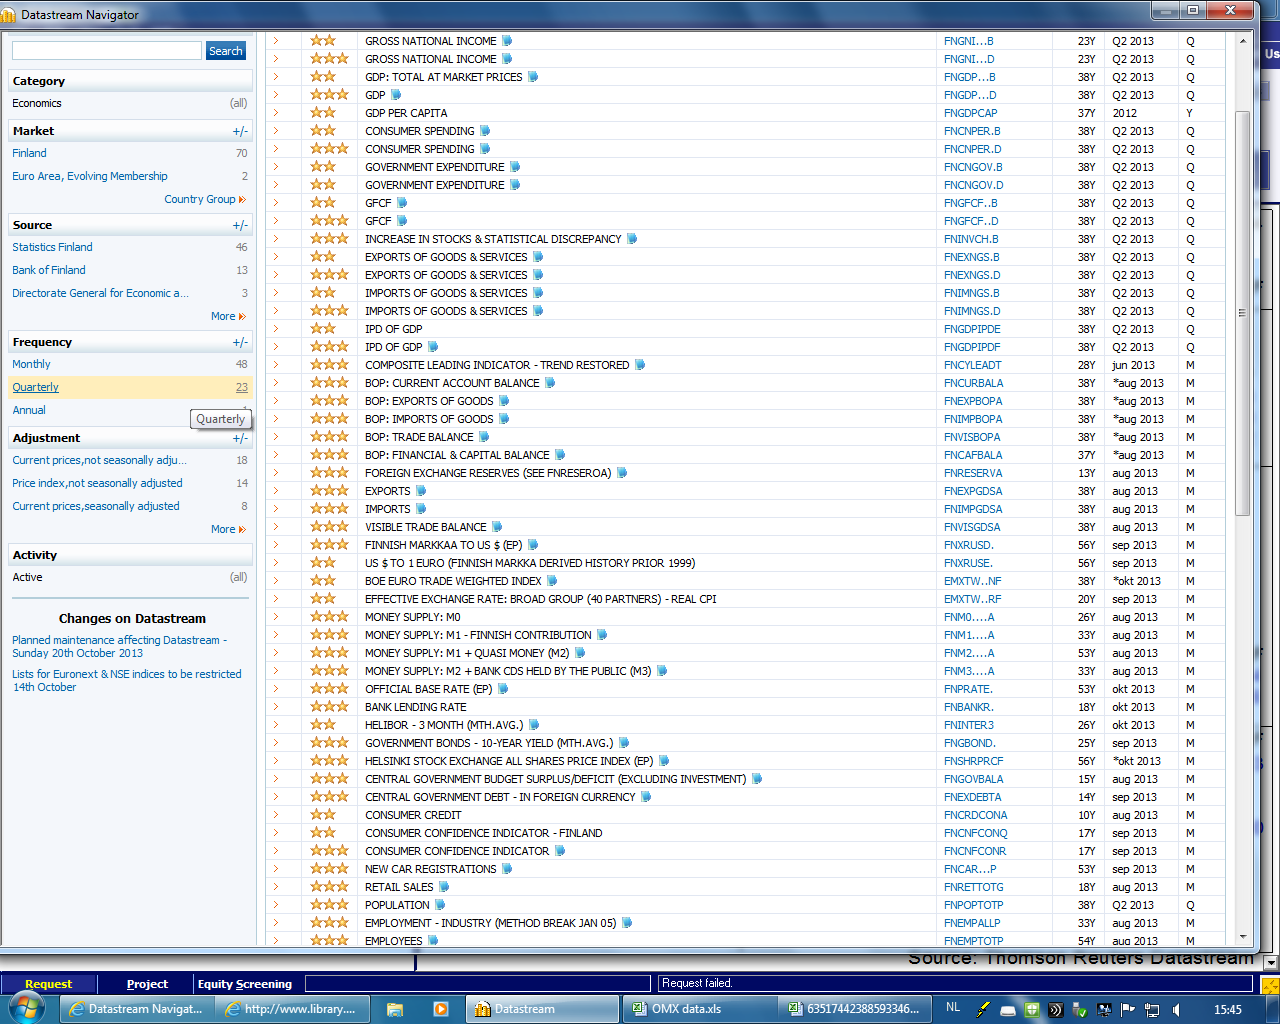 Datastream Navigator
Us
Search
Category
Economics (all)
Market +/-
Finland 70
Euro Area, Evolving Membership 2
Country Group
Source +/-
Statistics Finland 46
Bank of Finland 13
Directorate General for Economic a... 3
More
Frequency +/-
Monthly 48
Quarterly 23
Annual
Quarterly
Adjustment +/-
Current prices,not seasonally adju... 18
Price index,not seasonally adjusted 14
Current prices,seasonally adjusted 8
More
Activity
Active (all)
Changes on Datastream
Planned maintenance affecting Datastream -
Sunday 20th October 2013
Lists for Euronext & NSE indices to be restricted
14th October
GROSS NATIONAL INCOME FNGNI...B 23Y Q2 2013 Q
GROSS NATIONAL INCOME FNGNI...D 23Y Q2 2013 Q
GDP: TOTAL AT MARKET PRICES FNGDP...B 38Y Q2 2013 Q
GDP FNGDP...D 38Y Q2 2013 Q
GDP PER CAPITA FNGDPCAP 37Y 2012 Y
CONSUMER SPENDING FNCNPER.B 38Y Q2 2013 Q
CONSUMER SPENDING FNCNPER.D 38Y Q2 2013 Q
GOVERNMENT EXPENDITURE FNCNGOV.B 38Y Q2 2013 Q
GOVERNMENT EXPENDITURE FNCNGOV.D 38Y Q2 2013 Q
GFCF FNGFCF..B 38Y Q2 2013 Q
GFCF FNGFCF..D 38Y Q2 2013 Q
INCREASE IN STOCKS & STATISTICAL DISCREPANCY FNINVCH.B 38Y Q2 2013 Q
EXPORTS OF GOODS & SERVICES FNEXNGS.B 38Y Q2 2013 Q
EXPORTS OF GOODS & SERVICES FNEXNGS.D 38Y Q2 2013 Q
IMPORTS OF GOODS & SERVICES FNIMNGS.B 38Y Q2 2013 Q
IMPORTS OF GOODS & SERVICES FNIMNGS.D 38Y Q2 2013 Q
IPD OF GDP FNGDPIPDE 38Y Q2 2013 Q
IPD OF GDP FNGDPIPDF 38Y Q2 2013 Q
COMPOSITE LEADING INDICATOR - TREND RESTORED FNCYLEADT 28Y jun 2013 M
BOP: CURRENT ACCOUNT BALANCE FNCURBALA 38Y *aug 2013 M
BOP: EXPORTS OF GOODS FNEXPBOPA 38Y *aug 2013 M
BOP: IMPORTS OF GOODS FNIMPBOPA 38Y *aug 2013 M
BOP: TRADE BALANCE FNVISBOPA 38Y *aug 2013 M
BOP: FINANCIAL & CAPITAL BALANCE FNCAFBALA 37Y *aug 2013 M
FOREIGN EXCHANGE RESERVES (SEE FNRESEROA) FNRESERVA 13Y aug 2013 M
EXPORTS FNEXPGDSA 38Y aug 2013 M
IMPORTS FNIMPGDSA 38Y aug 2013 M
VISIBLE TRADE BALANCE FNVISGDSA 38Y aug 2013 M
FINNISH MARKKAA TO US $ (EP) FNXRUSD. 56Y sep 2013 M
US $ TO 1 EURO (FINNISH MARKKA DERIVED HISTORY PRIOR 1999) FNXRUSE. 56Y sep 2013 M
BOE EURO TRADE WEIGHTED INDEX EMXTW..NF 38Y *okt 2013 M
EFFECTIVE EXCHANGE RATE: BROAD GROUP (40 PARTNERS) - REAL CPI EMXTW..RF 20Y sep 2013 M
MONEY SUPPLY: M0 FNM0....A 26Y aug 2013 M
MONEY SUPPLY: M1 - FINNISH CONTRIBUTION FNM1....A 33Y aug 2013 M
MONEY SUPPLY: M1 + QUASI MONEY (M2) FNM2....A 53Y aug 2013 M
MONEY SUPPLY: M2 + BANK CDS HELD BY THE PUBLIC (M3) FNM3....A 33Y aug 2013 M
OFFICIAL BASE RATE (EP) FNPRATE. 53Y okt 2013 M
BANK LENDING RATE FNBANKR. 18Y okt 2013 M
HELIBOR - 3 MONTH (MTH.AVG.) FNINTER3 26Y okt 2013 M
GOVERNMENT BONDS - 10-YEAR YIELD (MTH.AVG.) FNGBOND. 25Y sep 2013 M
HELSINKI STOCK EXCHANGE ALL SHARES PRICE INDEX (EP) FNSHRPRCF 56Y *okt 2013 M
CENTRAL GOVERNMENT BUDGET SURPLUS/DEFICIT (EXCLUDING INVESTMENT) FNGOVBALA 15Y aug 2013 M
CENTRAL GOVERNMENT DEBT - IN FOREIGN CURRENCY FNEXDEBTA 14Y sep 2013 M
CONSUMER CREDIT FNCRDCONA 10Y aug 2013 M
CONSUMER CONFIDENCE INDICATOR - FINLAND FNCNFCONQ 17Y sep 2013 M
CONSUMER CONFIDENCE INDICATOR FNCNFCONR 17Y sep 2013 M
NEW CAR REGISTRATIONS FNCAR...P 53Y sep 2013 M
RETAIL SALES FNRETTOTG 18Y aug 2013 M
POPULATION FNPOPTOTP 38Y Q2 2013 Q
EMPLOYMENT - INDUSTRY (METHOD BREAK JAN 05) FNEMPALLP 33Y aug 2013 M
EMPLOYEES FNEMPTOTP 54Y aug 2013 M
Source: Thomson Reuters Datastream
Request Project Equity Screening Request failed.
Datastream Navigat... http://www.library.... Datastream OMX data.xls 63517442388593346... NL 15:45